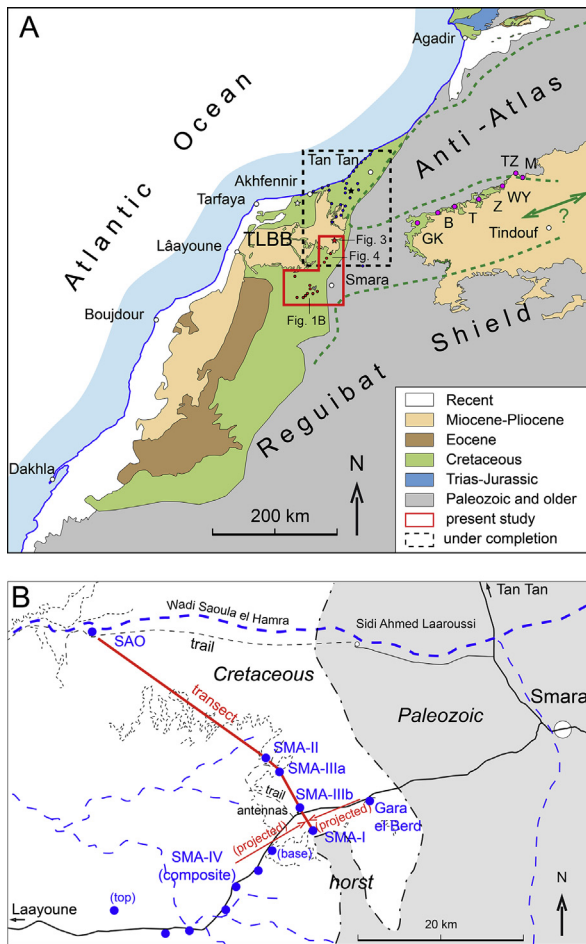 A
Agadir
Atlantic Ocean
Anti-Atlas
Tan Tan
Akhfennir
Tarfaya
TZ
M
WY
Z
T
B
GK
?
Tindouf
TLBB
Fig. 3
Fig. 4
Lâayoune
Smara
Fig. 1B
Boujdour
Reguibat Shield
Dakhla
N
200 km
Recent
Miocene-Pliocene
Eocene
Cretaceous
Trias-Jurassic
Paleozoic and older
present study
under completion
B
Tan Tan
Wadi Saoula el Hamra
Sidi Ahmed Laaroussi
SAO
trail
Cretaceous
transect
Paleozoic
Smara
SMA-II
SMA-IIIa
trail
SMA-IIIb
antennas
Gara
el Berd
(projected)
(projected)
SMA-I
SMA-IV
(composite)
(base)
horst
(top)
N
Laayoune
20 km